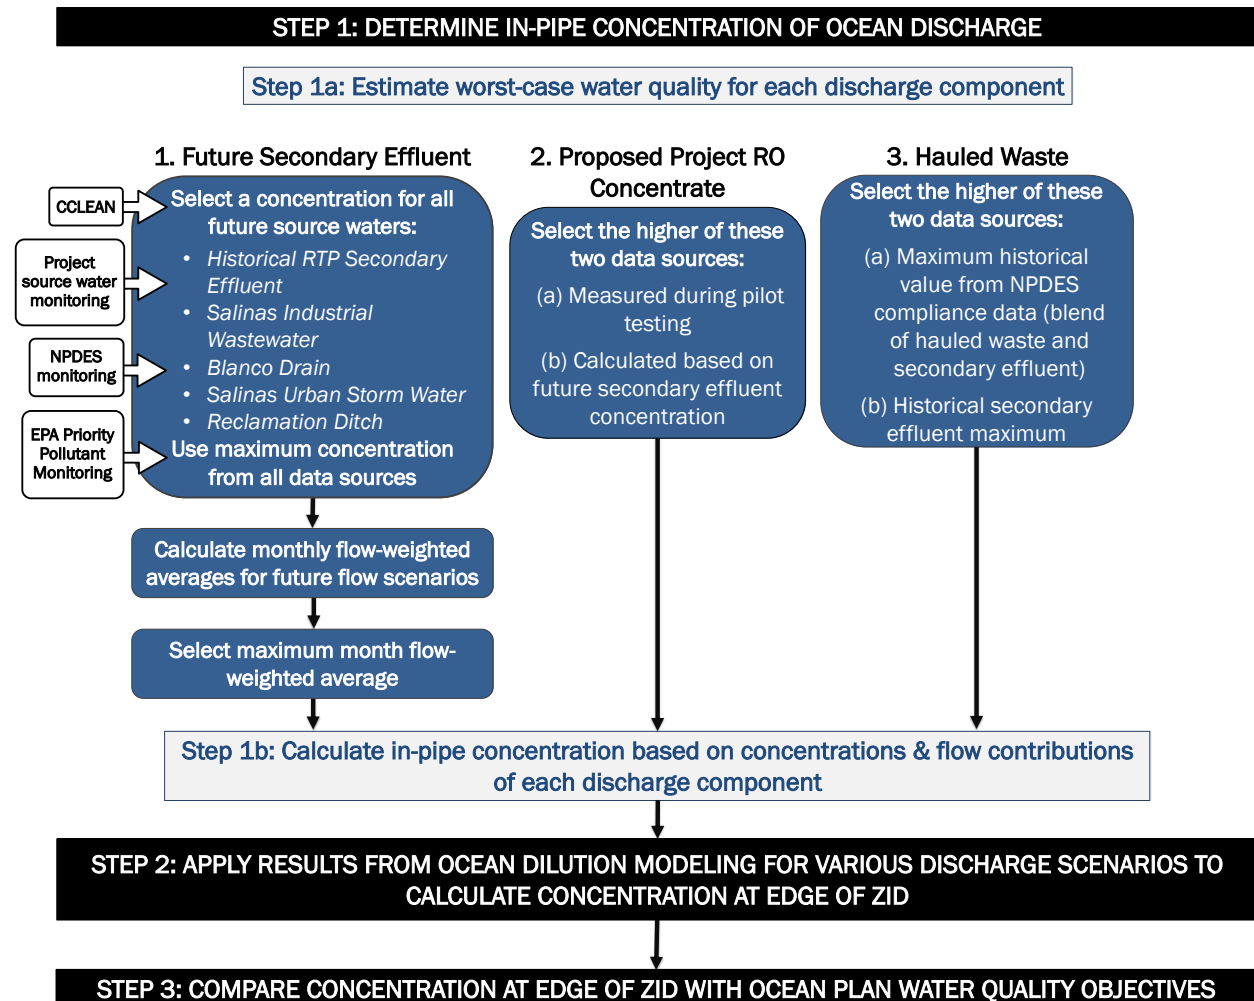 STEP 1: DETERMINE IN-PIPE CONCENTRATION OF OCEAN DISCHARGE
Step 1a: Estimate worst-case water quality for each discharge component
1. Future Secondary Effluent
CCLEAN
Project
source water
monitoring
NPDES
monitoring
EPA Priority
Pollutant
Monitoring
Select a concentration for all
future source waters:
• Historical RTP Secondary
Effluent
• Salinas Industrial
Wastewater
• Blanco Drain
• Salinas Urban Storm Water
• Reclamation Ditch
Use maximum concentration
from all data sources
Calculate monthly flow-weighted
averages for future flow scenarios
Select maximum month flow-
weighted average
2. Proposed Project RO
Concentrate
Select the higher of these
two data sources:
(a) Measured during pilot
testing
(b) Calculated based on
future secondary effluent
concentration
3. Hauled Waste
Select the higher of these
two data sources:
(a) Maximum historical
value from NPDES
compliance data (blend
of hauled waste and
secondary effluent)
(b) Historical secondary
effluent maximum
Step 1b: Calculate in-pipe concentration based on concentrations & flow contributions
of each discharge component
STEP 2: APPLY RESULTS FROM OCEAN DILUTION MODELING FOR VARIOUS DISCHARGE SCENARIOS TO
CALCULATE CONCENTRATION AT EDGE OF ZID
STEP 3: COMPARE CONCENTRATION AT EDGE OF ZID WITH OCEAN PLAN WATER QUALITY OBJECTIVES